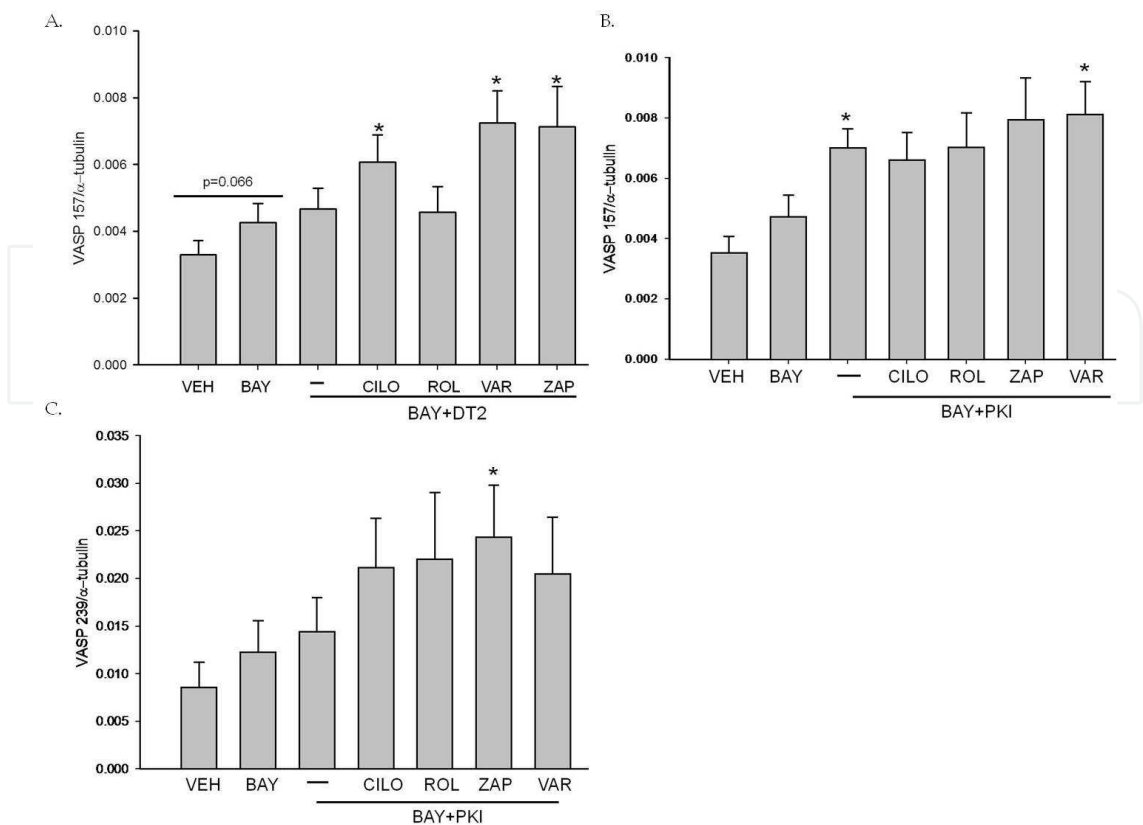 A.
VASP 157/α−tubulin
0.010
0.008
0.006
0.004
0.002
0.000
p=0.066
*
*
*
VEH BAY — CILO ROL VAR ZAP
BAY+DT2
B.
VASP 157/α−tubulin
0.010
0.008
0.006
0.004
0.002
0.000
*
*
VEH BAY — CILO ROL ZAP VAR
BAY+PKI
C.
VASP 239/α−tubulin
0.035
0.030
0.025
0.020
0.015
0.010
0.005
0.000
*
VEH BAY — CILO ROL ZAP VAR
BAY+PKI